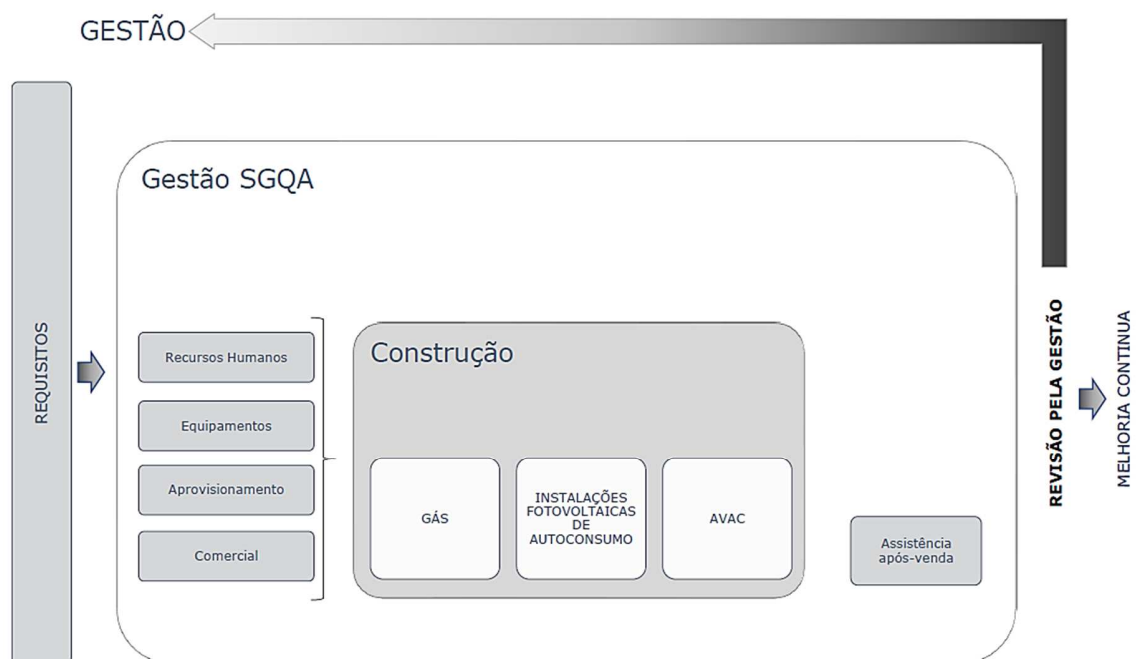 GESTÃO
REQUISITOS
Gestão SGQA
Recursos Humanos
Equipamentos
Aprovisionamento
Comercial
Construção
GÁS
INSTALAÇÕES
FOTOVOLTAICAS
DE
AUTOCONSUMO
AVAC
Assistência
após-venda
REVISÃO PELA GESTÃO
MELHORIA CONTINUA